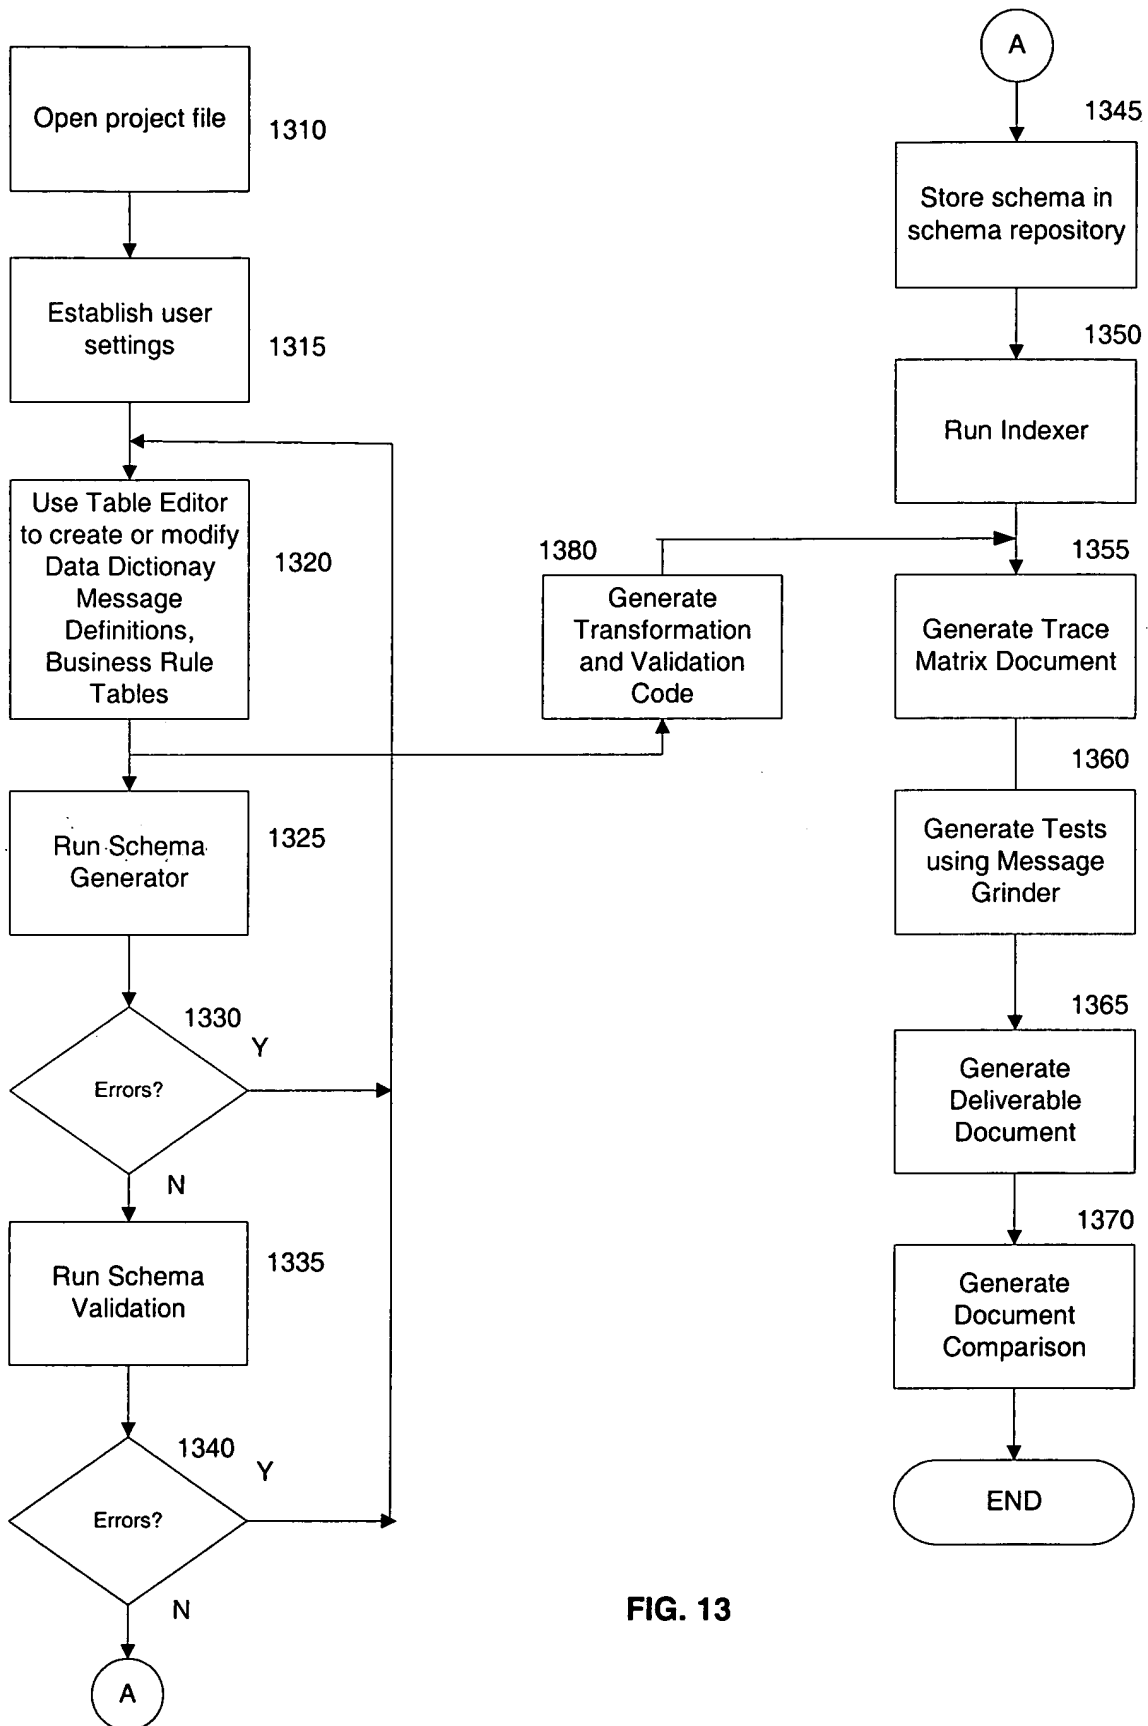 Open project file
1310
Establish user
settings
1315
Use Table Editor
to create or modify
Data Dictionay
Message
Definitions,
Business Rule
Tables
1320
Run Schema
Generator
1325
Errors?
1330
Y
N
Run Schema
Validation
1335
Errors?
1340
Y
N
A
1380
Generate
Transformation
and Validation
Code
A
1345
Store schema in
schema repository
1350
Run Indexer
1355
Generate Trace
Matrix Document
1360
Generate Tests
using Message
Grinder
1365
Generate
Deliverable
Document
1370
Generate
Document
Comparison
END
FIG. 13